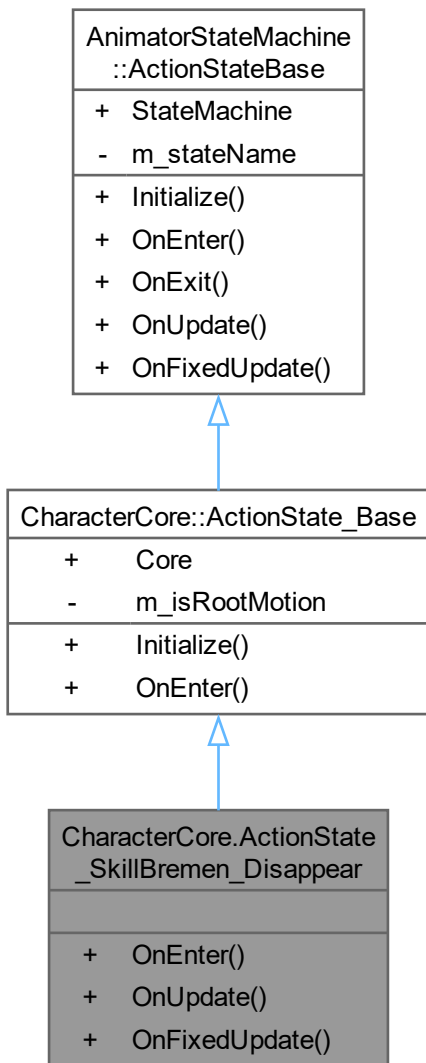 AnimatorStateMachine
::ActionStateBase
+ StateMachine
- m_stateName
+ Initialize()
+ OnEnter()
+ OnExit()
+ OnUpdate()
+ OnFixedUpdate()
CharacterCore::ActionState_Base
+ Core
- m_isRootMotion
+ Initialize()
+ OnEnter()
CharacterCore.ActionState
_SkillBremen_Disappear
+ OnEnter()
+ OnUpdate()
+ OnFixedUpdate()